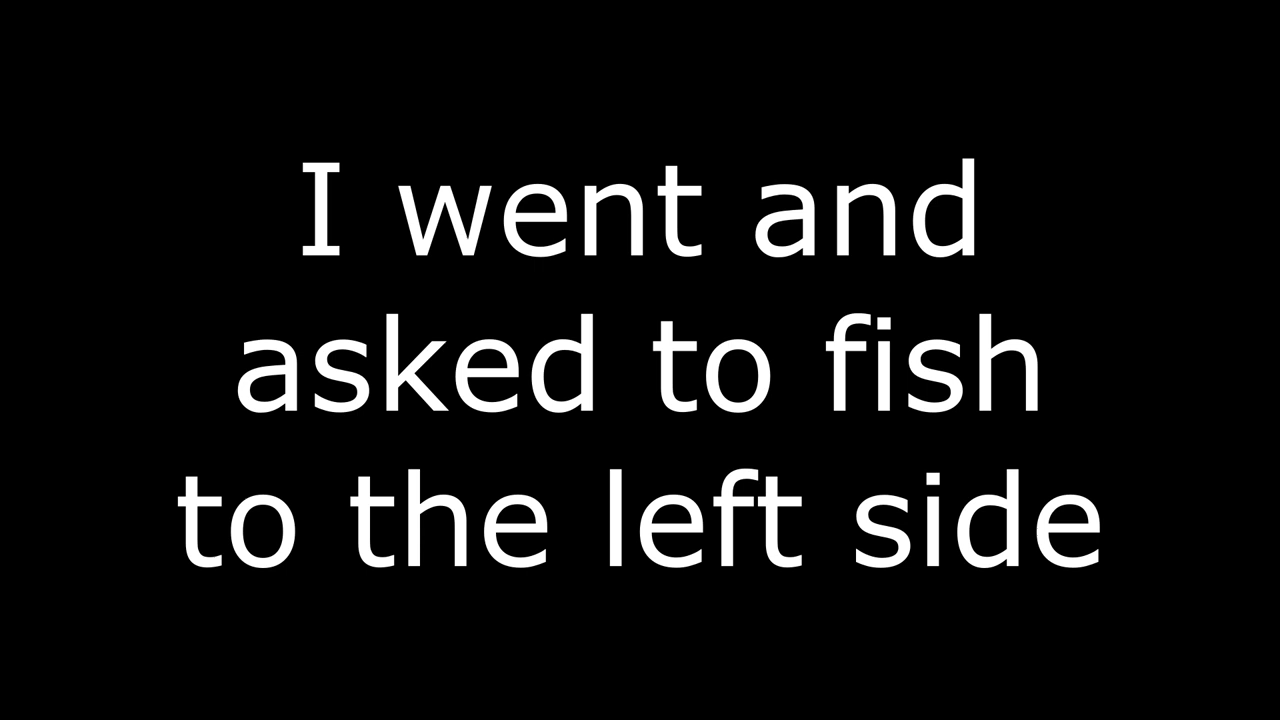 I went and
asked to fish
to the left side